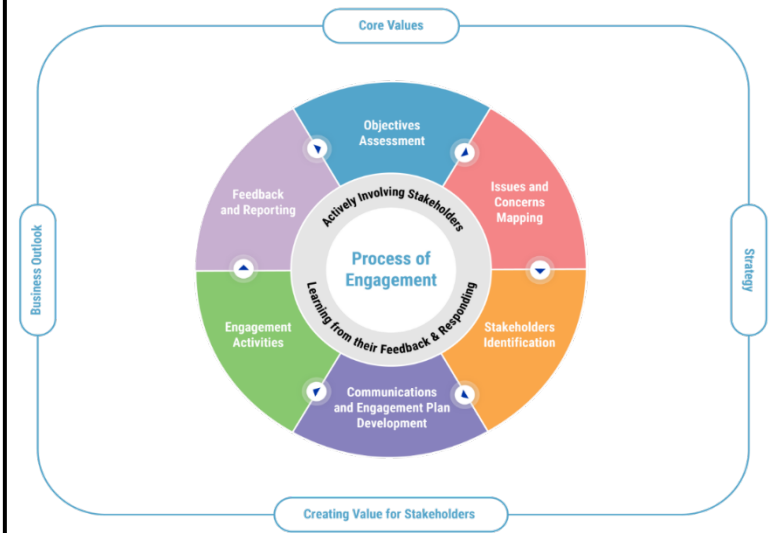 Core Values
Objectives
Assessment
Issues and
Concerns
Mapping
Stakeholders
Identification
Communications
and Engagement Plan
Development
Engagement
Activities
Feedback
and Reporting
Actively Involving Stakeholders
Process of
Engagement
Learning from their Feedback & Responding
Business Outlook
Strategy
Creating Value for Stakeholders